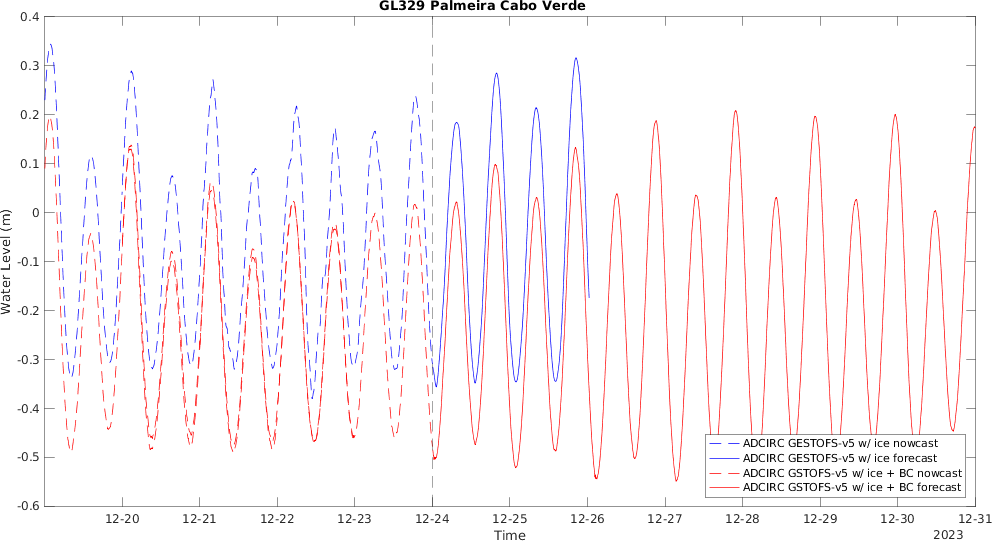 GL329 Palmeira Cabo Verde
0.4
0.3
0.2
0.1
0
-0.1
-0.2
-0.3
-0.4
-0.5
-0.6
Water Level (m)
ADCIRC GESTOFS-v5 w/ ice nowcast
ADCIRC GESTOFS-v5 w/ ice forecast
ADCIRC GSTOFS-v5 w/ ice + BC nowcast
ADCIRC GSTOFS-v5 w/ ice + BC forecast
12-20 12-21 12-22 12-23 12-24 12-25 12-26 12-27 12-28 12-29 12-30 12-31
Time
2023